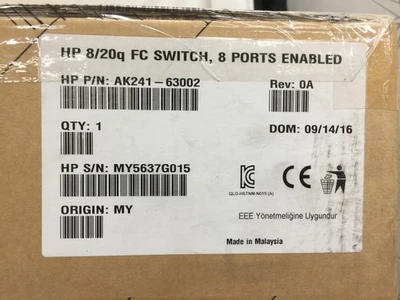 HP 8/20q FC SWITCH, 8 PORTS ENABLED
HP P/N: AK241-63002
Rev: 0A
QTY: 1
DOM: 09/14/16
HP S/N: MY5637G015
ORIGIN: MY
EEE Yönetmeliğine Uygundur
Made in Malaysia